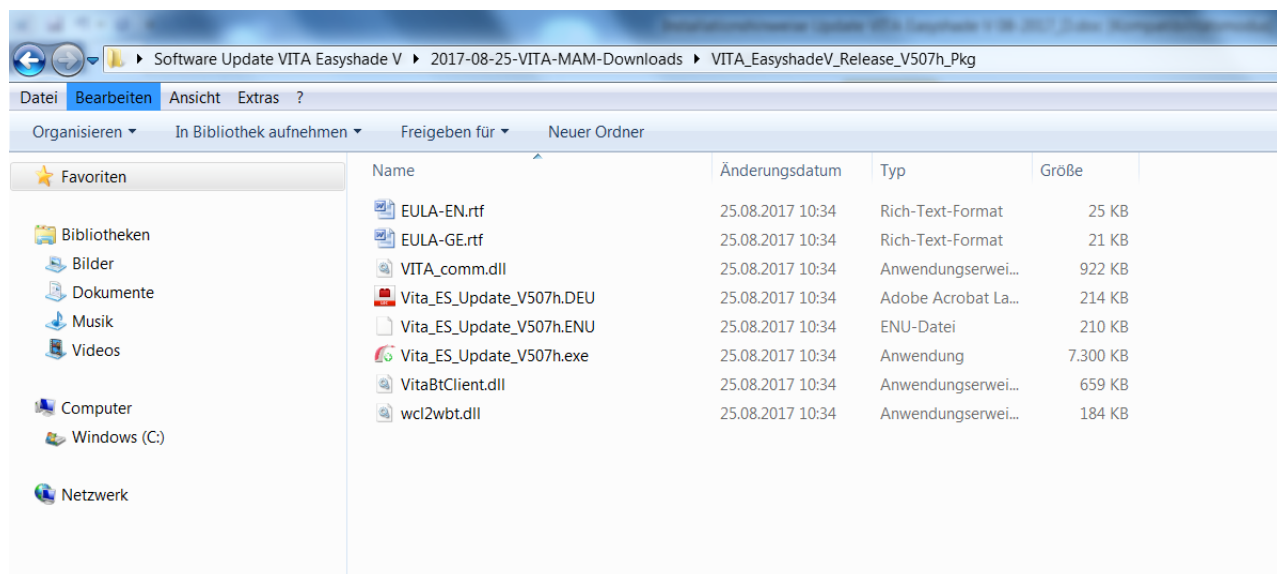 Software Update VITA Easyshade V ▸ 2017-08-25-VITA-MAM-Downloads ▸ VITA_EasyshadeV_Release_V507h_Pkg
Datei Bearbeiten Ansicht Extras ?
Organisieren In Bibliothek aufnehmen Freigeben für Neuer Ordner
Favoriten
Bibliotheken
Bilder
Dokumente
Musik
Videos
Computer
Windows (C:)
Netzwerk
Name Änderungsdatum Typ Größe
EULA-EN.rtf 25.08.2017 10:34 Rich-Text-Format 25 KB
EULA-GE.rtf 25.08.2017 10:34 Rich-Text-Format 21 KB
VITA_comm.dll 25.08.2017 10:34 Anwendungserwei... 922 KB
Vita_ES_Update_V507h.DEU 25.08.2017 10:34 Adobe Acrobat La... 214 KB
Vita_ES_Update_V507h.ENU 25.08.2017 10:34 ENU-Datei 210 KB
Vita_ES_Update_V507h.exe 25.08.2017 10:34 Anwendung 7.300 KB
VitaBtClient.dll 25.08.2017 10:34 Anwendungserwei... 659 KB
wcl2wbt.dll 25.08.2017 10:34 Anwendungserwei... 184 KB